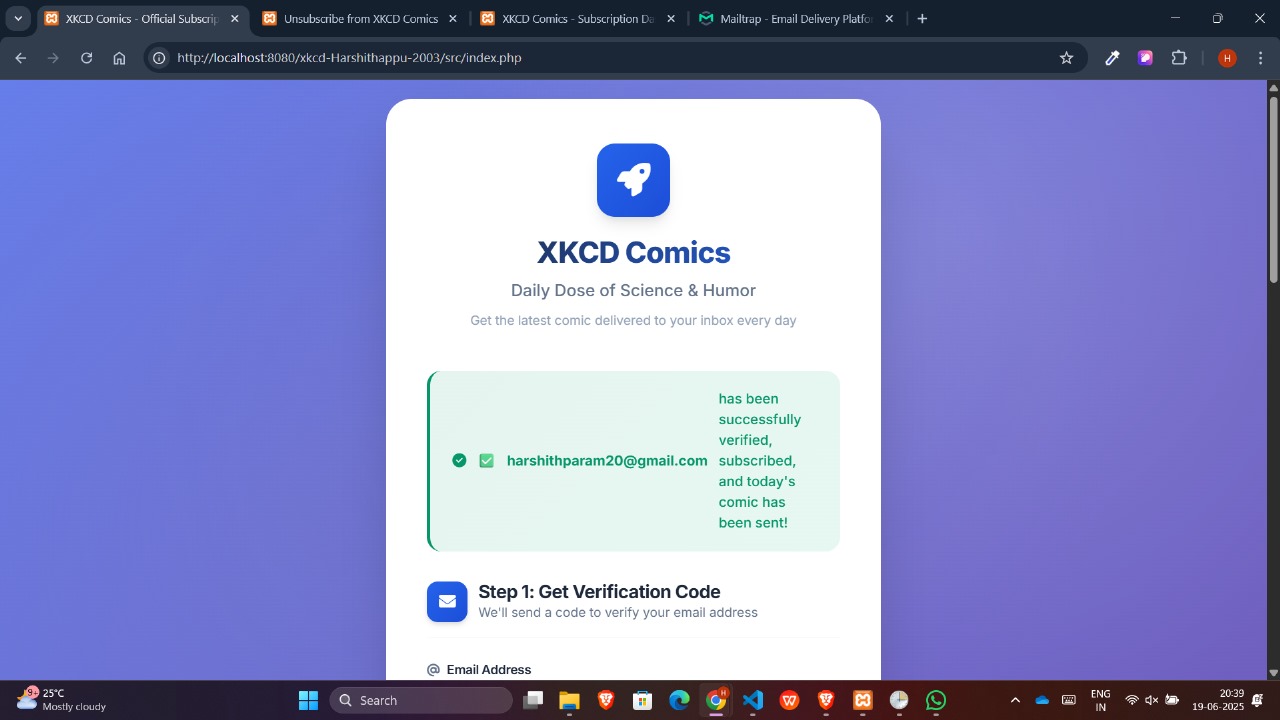 XKCD Comics - Official Subscrip
Unsubscribe from XKCD Comics
XKCD Comics - Subscription Da
Mailtrap - Email Delivery Platfo
http://localhost:8080/xkcd-Harshithappu-2003/src/index.php
H
XKCD Comics
Daily Dose of Science & Humor
Get the latest comic delivered to your inbox every day
harshithparam20@gmail.com
has been
successfully
verified,
subscribed,
and today's
comic has
been sent!
Step 1: Get Verification Code
We'll send a code to verify your email address
@ Email Address
9+
25°C
Mostly cloudy
Search
H
W
ENG
IN
20:39
19-06-2025